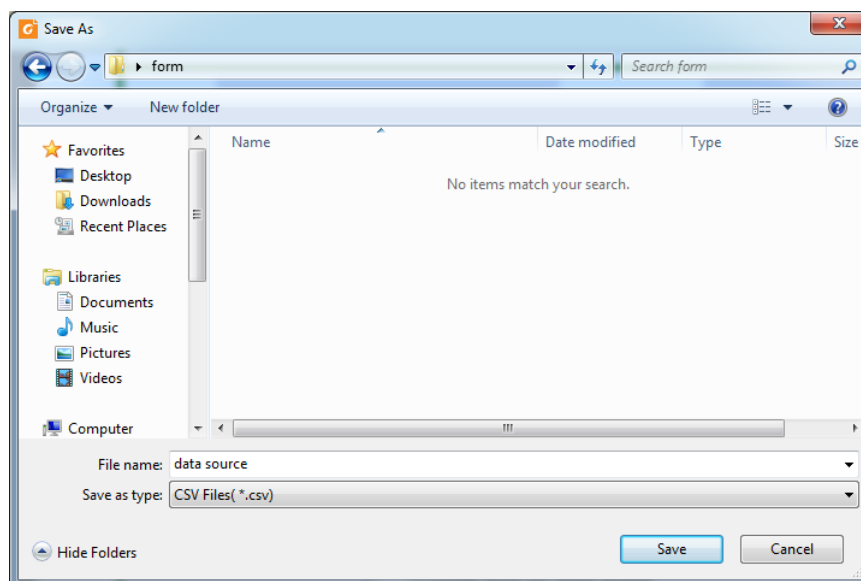 Save As
form
Search form
Organize
New folder
Name
Date modified
Type
Size
No items match your search.
Favorites
Desktop
Downloads
Recent Places
Libraries
Documents
Music
Pictures
Videos
Computer
File name: data source
Save as type: CSV Files( *.csv)
Hide Folders
Save
Cancel